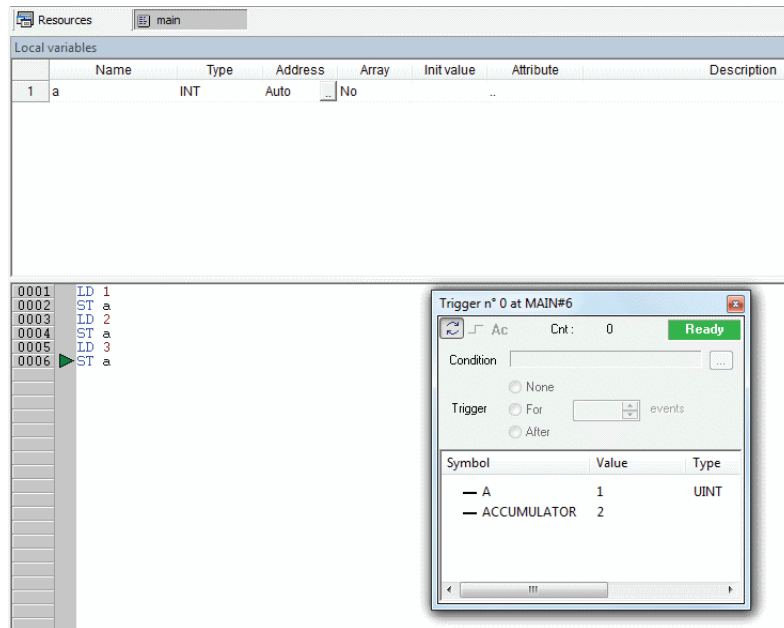 Resources main
Local variables
Name Type Address Array Init value Attribute Description
1 a INT Auto .. No ..
0001 LD 1
0002 ST a
0003 LD 2
0004 ST a
0005 LD 3
0006 ST a
Trigger n° 0 at MAIN#6
Ac Cnt: 0 Ready
Condition ...
None
Trigger For events
After
Symbol Value Type
A 1 UINT
ACCUMULATOR 2